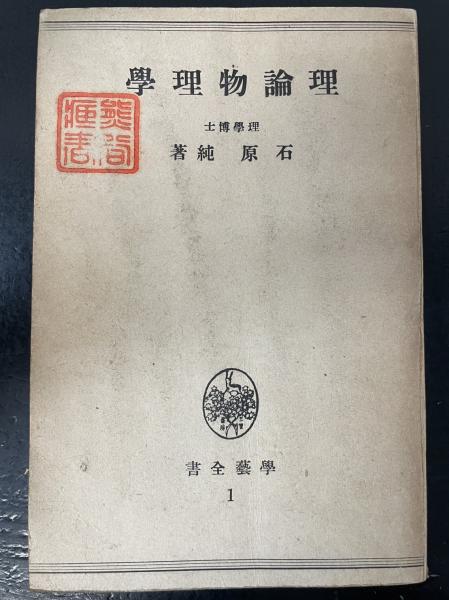 理論物理學
理學博士
石原 純著
學藝全書
1